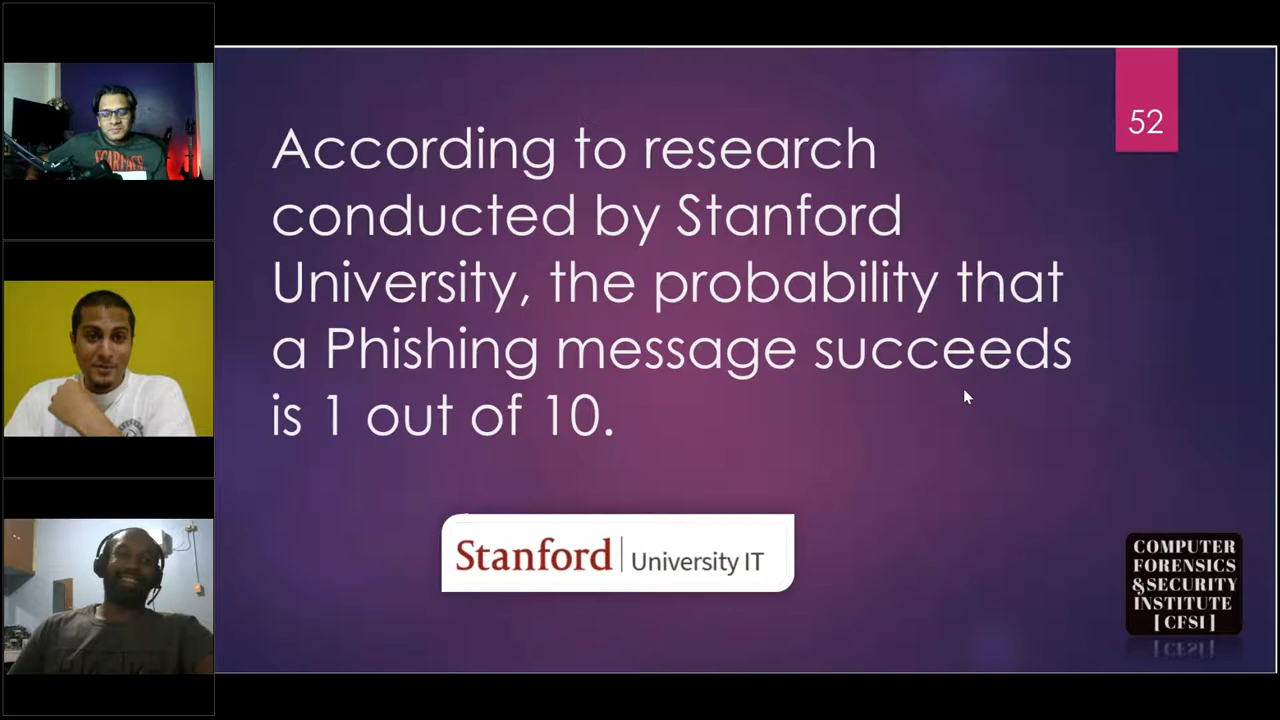 52
According to research
conducted by Stanford
University, the probability that
a Phishing message succeeds
is 1 out of 10.
Stanford University IT
COMPUTER
FORENSICS
&SECURITY
INSTITUTE
[ CFSI ]
SCARFACE